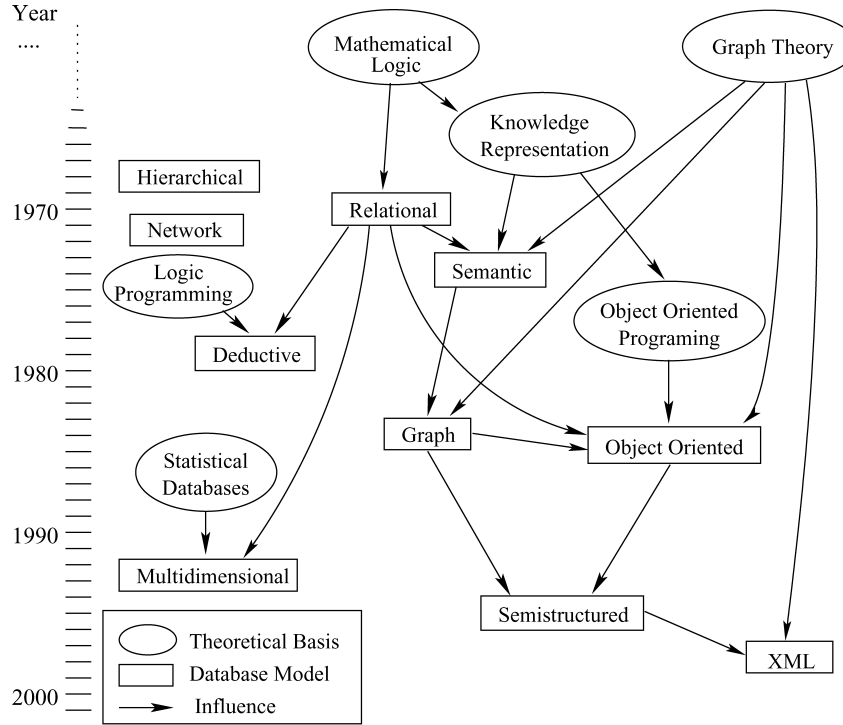 Year
....
Mathematical
Logic
Graph Theory
Knowledge
Representation
Hierarchical
1970
Relational
Network
Semantic
Logic
Programming
Object Oriented
Programing
Deductive
1980
Graph
Object Oriented
Statistical
Databases
1990
Multidimensional
Semistructured
Theoretical Basis
XML
Database Model
2000
Influence